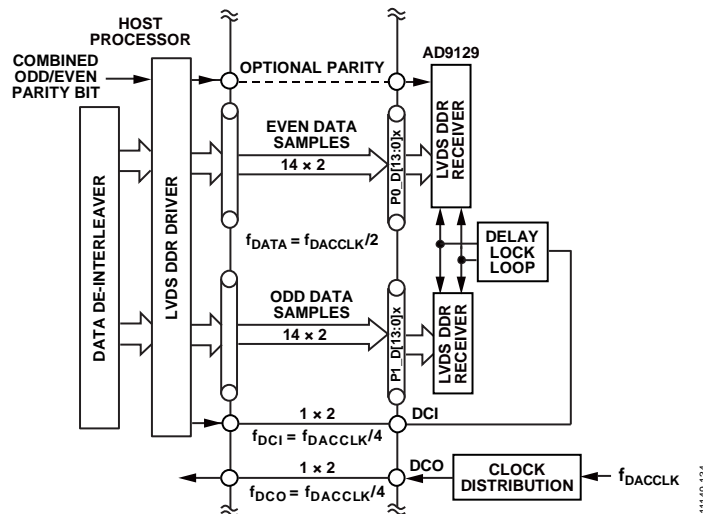 HOST
PROCESSOR
AD9129
COMBINED
ODD/EVEN
PARITY BIT
OPTIONAL PARITY
DATA DE-INTERLEAVER
LVDS DDR DRIVER
EVEN DATA
SAMPLES
14 × 2
P0_D[13:0]x
LVDS DDR
RECEIVER
fDATA = fDACCLK/2
DELAY
LOCK
LOOP
ODD DATA
SAMPLES
14 × 2
P1_D[13:0]x
LVDS DDR
RECEIVER
1 × 2
DCI
fDCI = fDACCLK/4
1 × 2
DCO
fDCO = fDACCLK/4
CLOCK
DISTRIBUTION
fDACCLK
11149-134